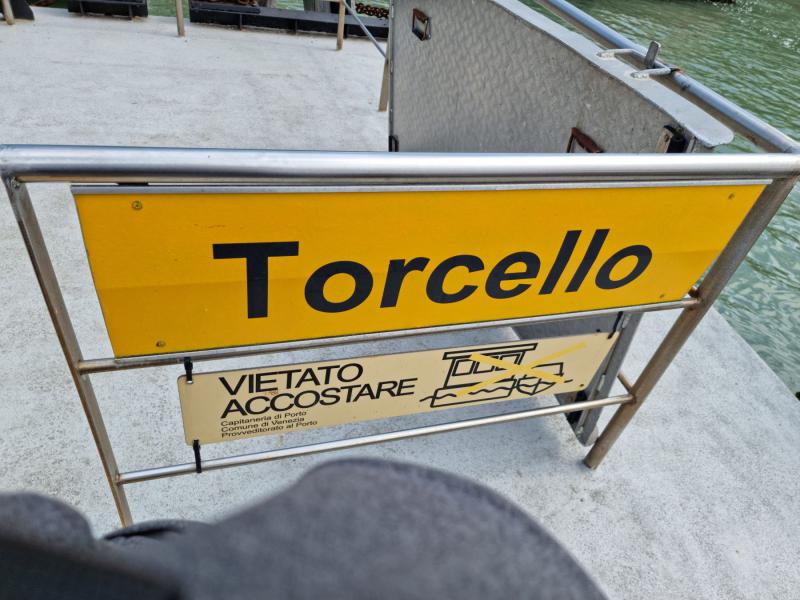 Torcello
VIETATO
ACCOSTARE
Capitaneria di Porto
Comune di Venezia
Provveditorato al Porto